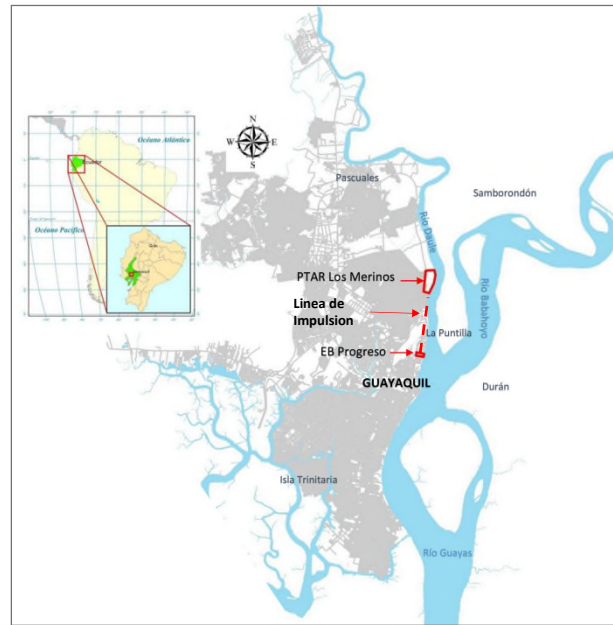 N
W
E
S
Océano Atlántico
Ecuador
Océano Pacífico
Pascuales
Samborondón
Río Daule
PTAR Los Merinos
Río Babahoyo
Linea de
Impulsion
La Puntilla
EB Progreso
GUAYAQUIL
Durán
Isla Trinitaria
Río Guayas